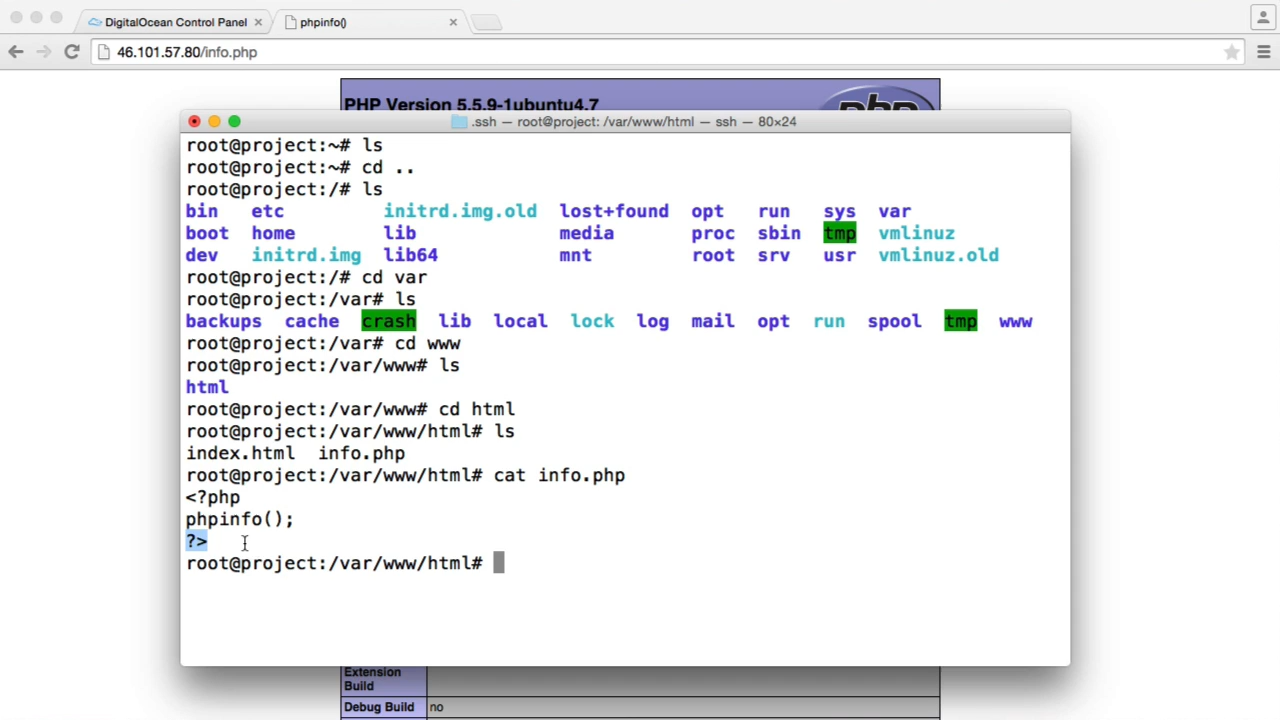 DigitalOcean Control Panel
phpinfo()
46.101.57.80/info.php
PHP Version 5.5.9-1ubuntu4.7
php
.ssh — root@project: /var/www/html — ssh — 80×24
root@project:~# ls
root@project:~# cd ..
root@project:/# ls
bin etc initrd.img.old lost+found opt run sys var
boot home lib media proc sbin tmp vmlinuz
dev initrd.img lib64 mnt root srv usr vmlinuz.old
root@project:/# cd var
root@project:/var# ls
backups cache crash lib local lock log mail opt run spool tmp www
root@project:/var# cd www
root@project:/var/www# ls
html
root@project:/var/www# cd html
root@project:/var/www/html# ls
index.html info.php
root@project:/var/www/html# cat info.php
<?php
phpinfo();
?>
root@project:/var/www/html#
Extension
Build
Debug Build no